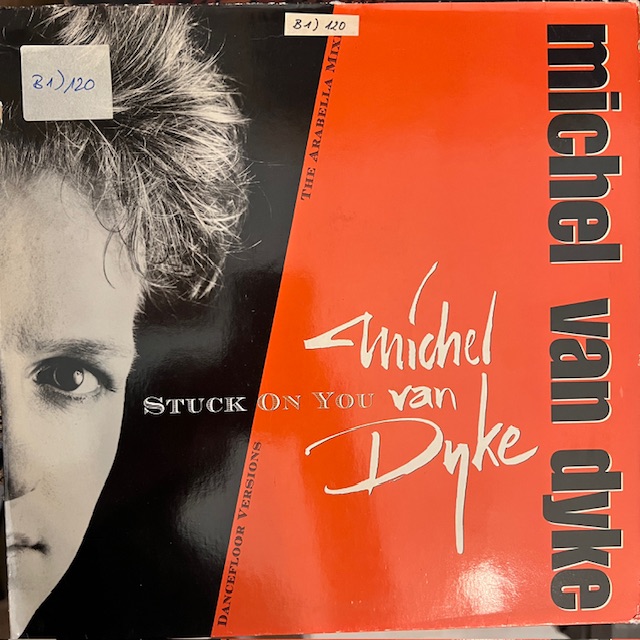 B1) 120
B1) 120
THE ARABELLA MIX
michel van dyke
Michel
van
Dyke
STUCK ON YOU
DANCEFLOOR VERSIONS